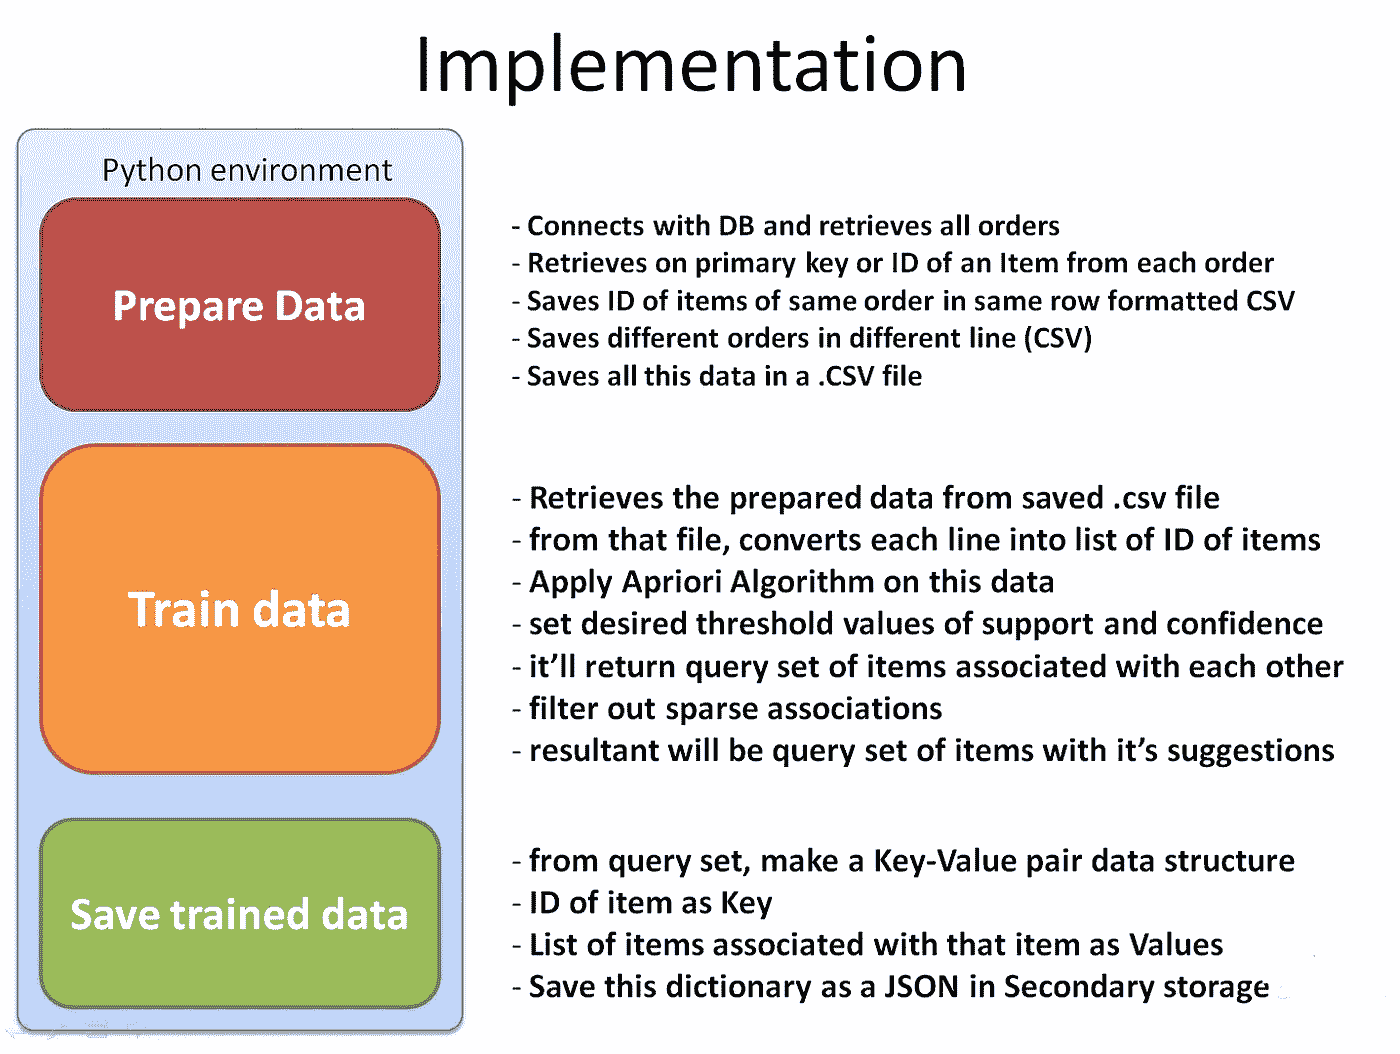 Implementation
Python environment
Prepare Data
- Connects with DB and retrieves all orders
- Retrieves on primary key or ID of an Item from each order
- Saves ID of items of same order in same row formatted CSV
- Saves different orders in different line (CSV)
- Saves all this data in a .CSV file
Train data
- Retrieves the prepared data from saved .csv file
- from that file, converts each line into list of ID of items
- Apply Apriori Algorithm on this data
- set desired threshold values of support and confidence
- it’ll return query set of items associated with each other
- filter out sparse associations
- resultant will be query set of items with it’s suggestions
Save trained data
- from query set, make a Key-Value pair data structure
- ID of item as Key
- List of items associated with that item as Values
- Save this dictionary as a JSON in Secondary storage